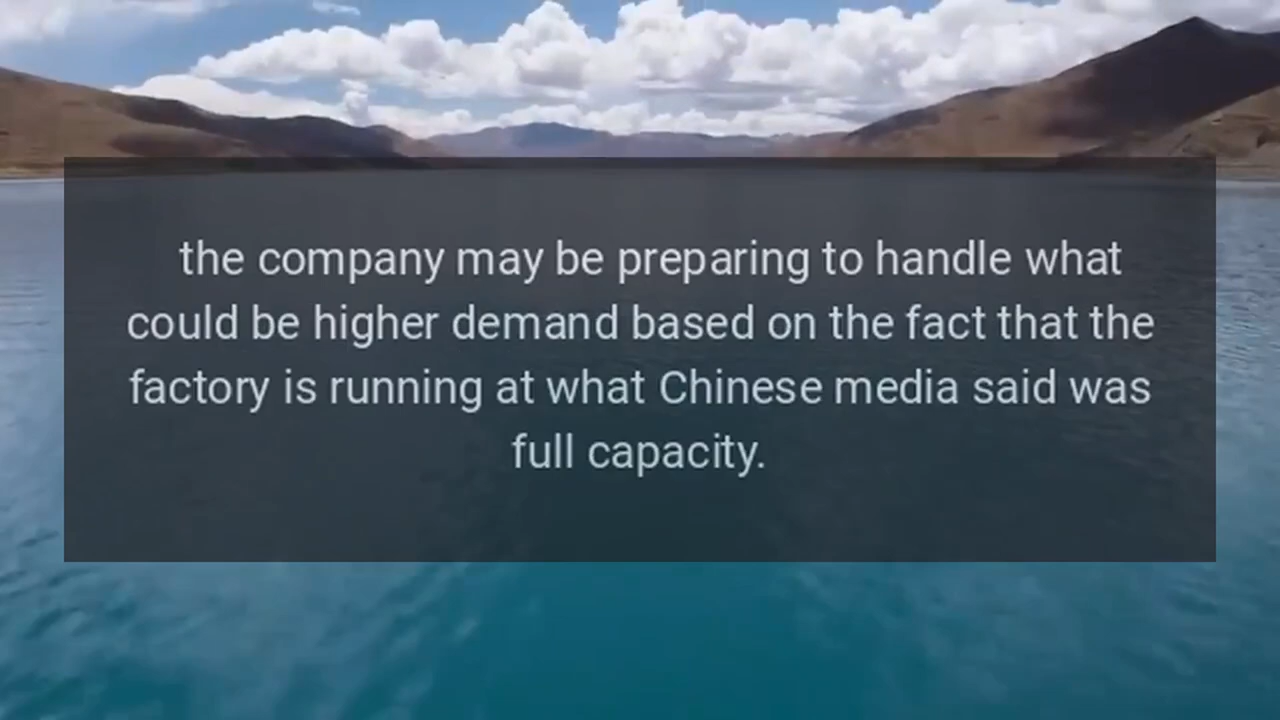 the company may be preparing to handle what
could be higher demand based on the fact that the
factory is running at what Chinese media said was
full capacity.